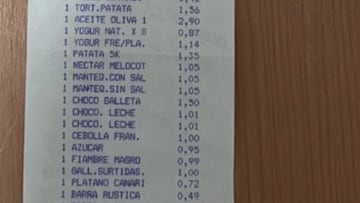 1 TORT.PATATA 1,56
1 ACEITE OLIVA 1 2,90
1 YOGUR NAT. X 8 0,87
1 YOGUR FRE/PLA. 1,14
1 PATATA 5K 1,35
1 NECTAR MELOCOT 1,05
1 MANTEQ.CON SAL 1,05
1 MANTEQ.SIN SAL 1,05
1 CHOCO GALLETA 1,50
1 CHOCO. LECHE 1,01
1 CHOCO. LECHE 1,01
1 CEBOLLA FRAN. 1,00
1 AZUCAR 0,95
1 FIAMBRE MAGRO 0,99
1 GALL.SURTIDAS. 1,00
1 PLATANO CANARI 0,72
1 BARRA RUSTICA 0,49